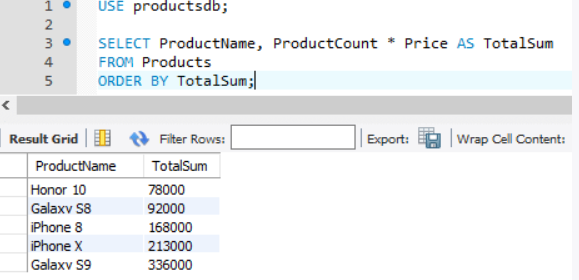 1 USE productsdb;
2
3 SELECT ProductName, ProductCount * Price AS TotalSum
4 FROM Products
5 ORDER BY TotalSum;
Result Grid Filter Rows: Export: Wrap Cell Content:
ProductName TotalSum
Honor 10 78000
Galaxy S8 92000
iPhone 8 168000
iPhone X 213000
Galaxy S9 336000